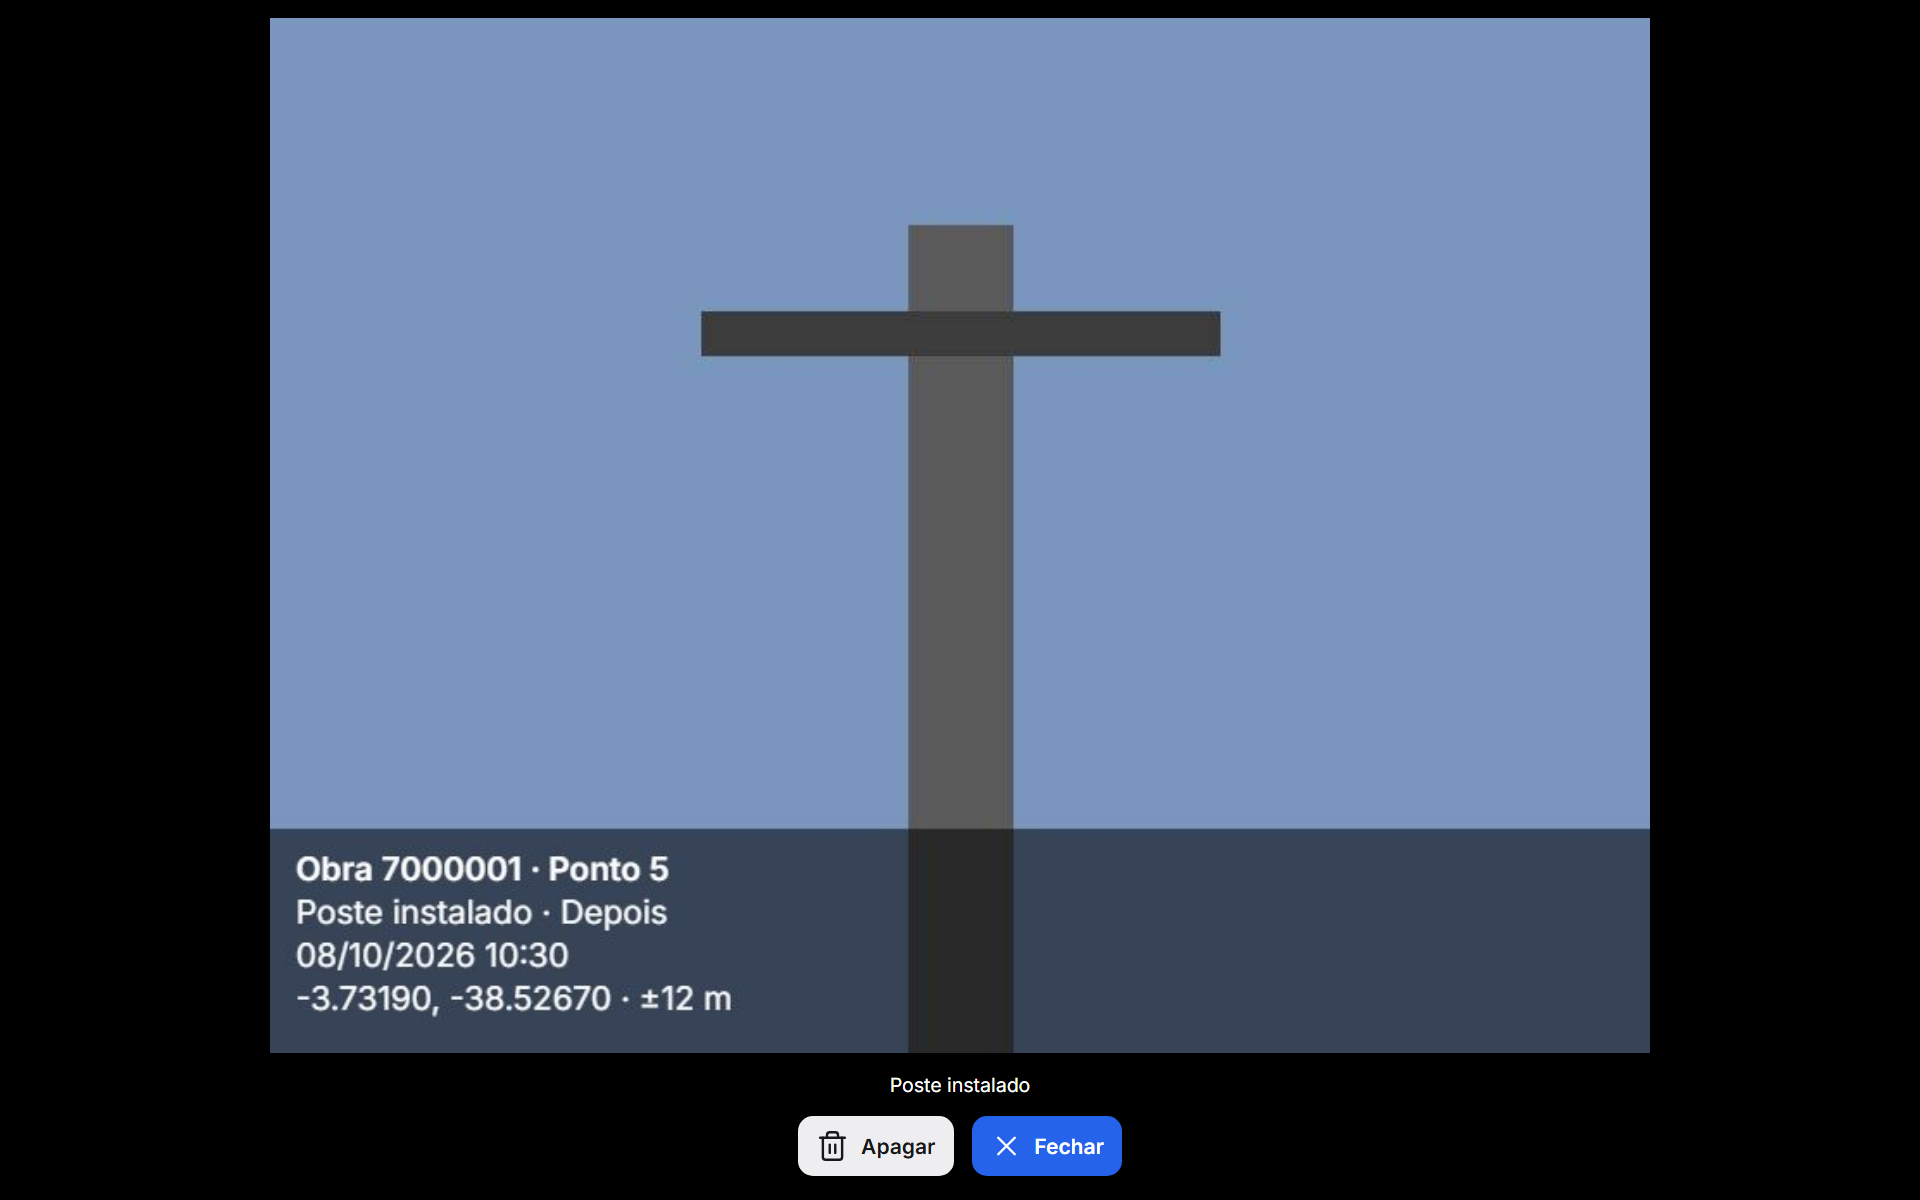 Obra 7000001 · Ponto 5
Poste instalado · Depois
08/10/2026 10:30
-3.73190, -38.52670 · ±12 m
Poste instalado
Apagar
Fechar